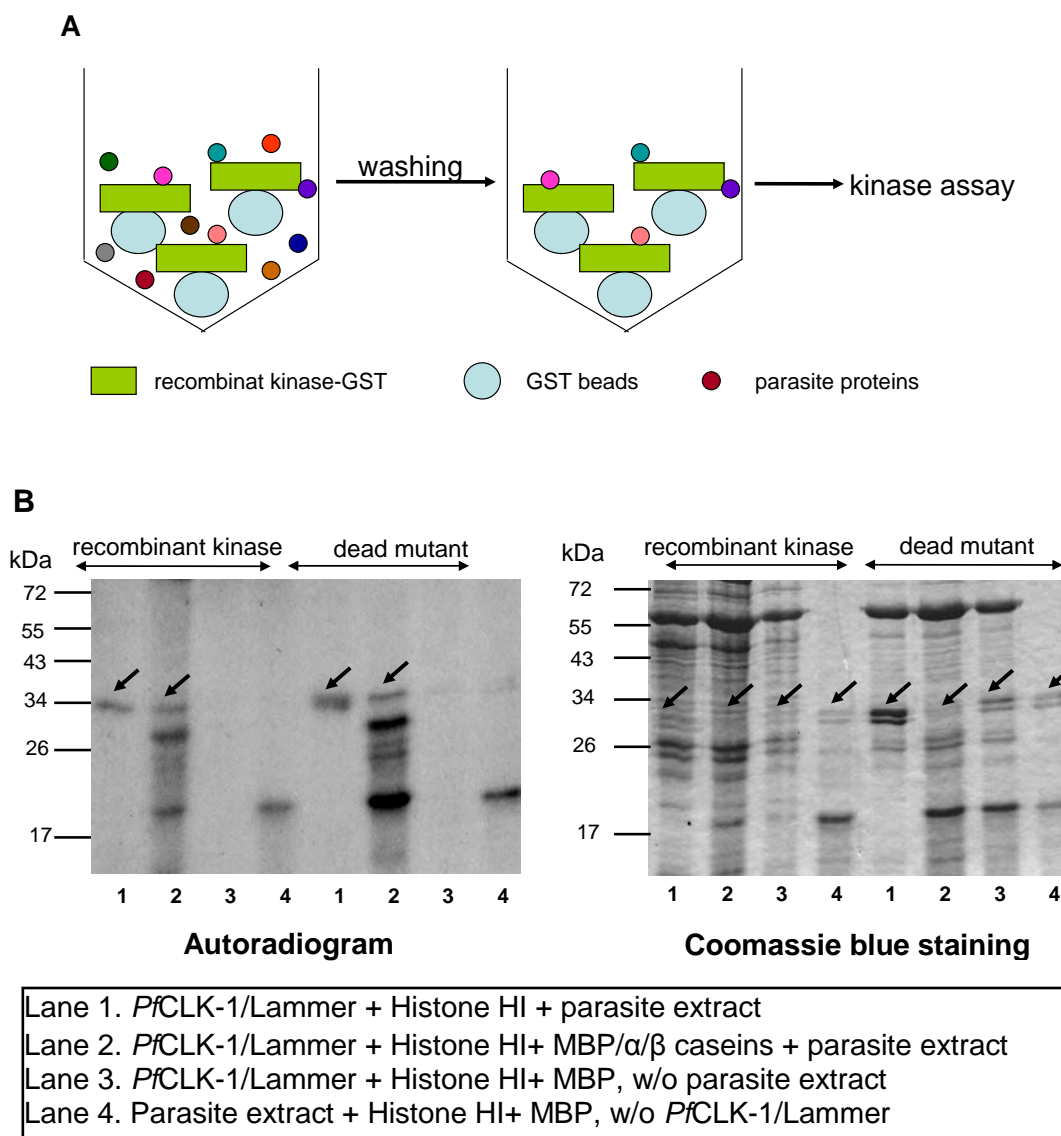 A
washing
kinase assay
recombinat kinase-GST GST beads parasite proteins
B
kDa recombinant kinase dead mutant
72
55
43
34
26
17
1 2 3 4 1 2 3 4
Autoradiogram
kDa recombinant kinase dead mutant
72
55
43
34
26
17
1 2 3 4 1 2 3 4
Coomassie blue staining
Lane 1. PfCLK-1/Lammer + Histone HI + parasite extract
Lane 2. PfCLK-1/Lammer + Histone HI+ MBP/α/β caseins + parasite extract
Lane 3. PfCLK-1/Lammer + Histone HI+ MBP, w/o parasite extract
Lane 4. Parasite extract + Histone HI+ MBP, w/o PfCLK-1/Lammer